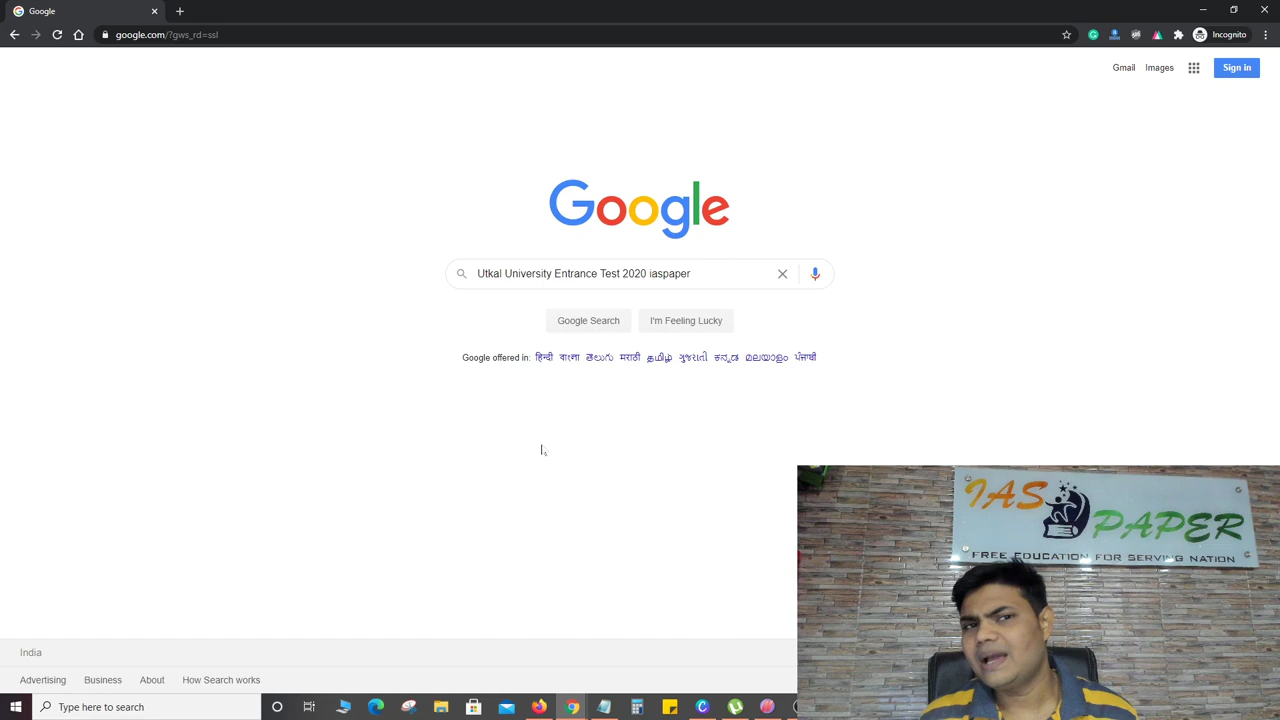 Google
google.com/?gws_rd=ssl
Incognito
Gmail Images Sign in
Google
Utkal University Entrance Test 2020 iaspaper
Google Search I'm Feeling Lucky
Google offered in: हिन्दी বাংলা తెలుగు मराठी தமிழ் ગુજરાતી ಕನ್ನಡ മലയാളം ਪੰਜਾਬੀ
IAS
PAPER
FREE EDUCATION FOR SERVING NATION
India
Advertising Business About How Search works
Type here to search